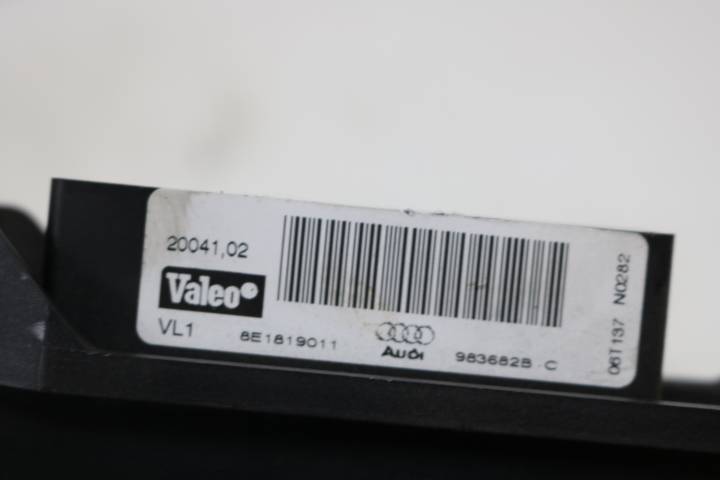 20041,02
Valeo
VL1
8E1819011
Audi
983682B C
06T137 N0282